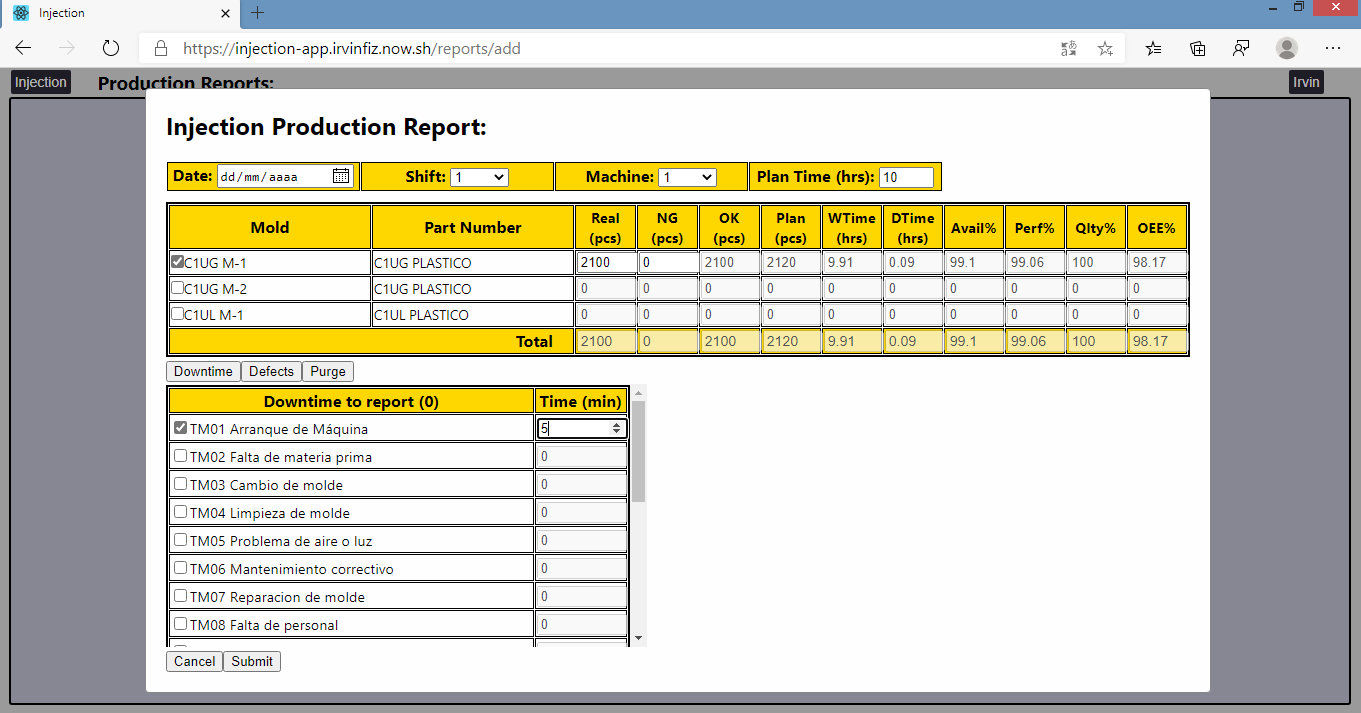 Injection
https://injection-app.irvinfiz.now.sh/reports/add
Injection Production Reports: Irvin
Injection Production Report:
Date: dd/mm/aaaa Shift: 1 Machine: 1 Plan Time (hrs): 10
Mold Part Number Real (pcs) NG (pcs) OK (pcs) Plan (pcs) WTime (hrs) DTime (hrs) Avail% Perf% Qlty% OEE%
C1UG M-1 C1UG PLASTICO 2100 0 2100 2120 9.91 0.09 99.1 99.06 100 98.17
C1UG M-2 C1UG PLASTICO 0 0 0 0 0 0 0 0 0 0
C1UL M-1 C1UL PLASTICO 0 0 0 0 0 0 0 0 0 0
Total 2100 0 2100 2120 9.91 0.09 99.1 99.06 100 98.17
Downtime Defects Purge
Downtime to report (0) Time (min)
TM01 Arranque de Máquina 5
TM02 Falta de materia prima 0
TM03 Cambio de molde 0
TM04 Limpieza de molde 0
TM05 Problema de aire o luz 0
TM06 Mantenimiento correctivo 0
TM07 Reparacion de molde 0
TM08 Falta de personal 0
Cancel Submit